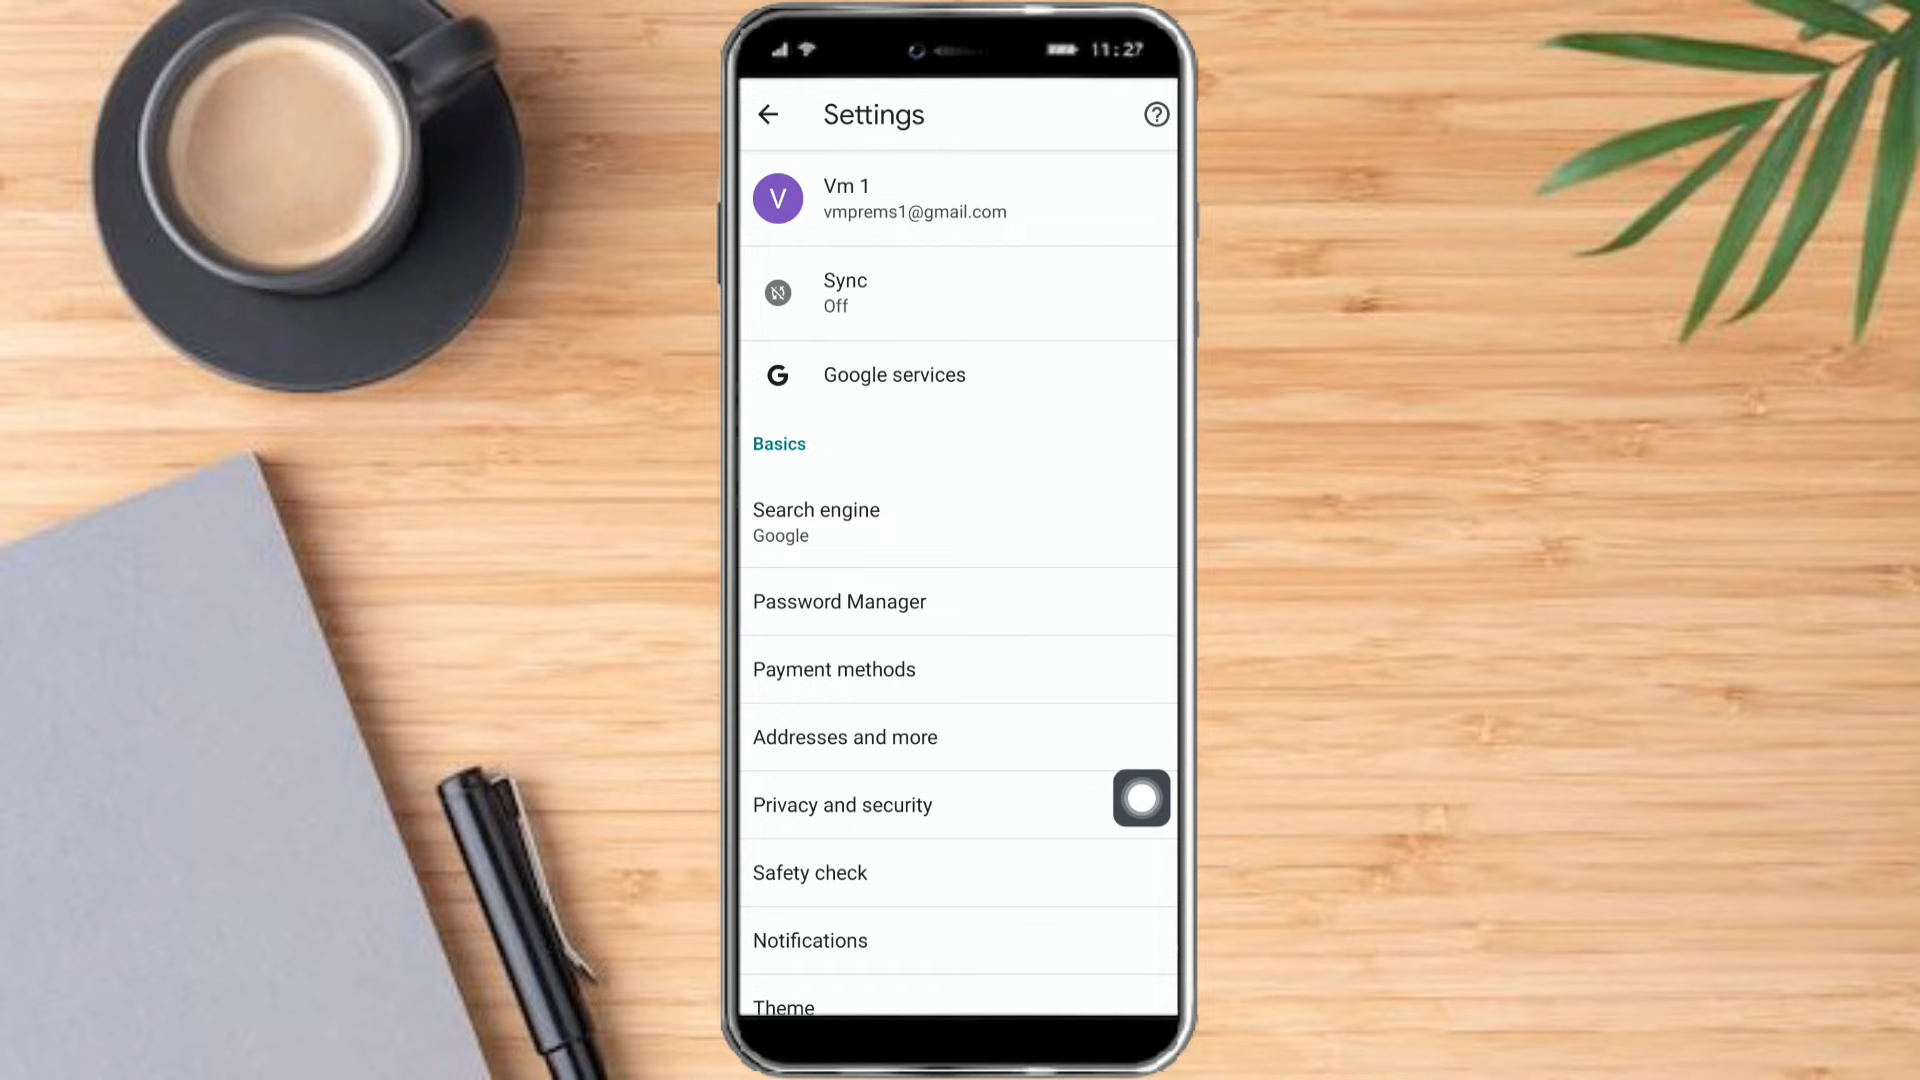 11:27
Settings
V
Vm 1
vmprems1@gmail.com
Sync
Off
G
Google services
Basics
Search engine
Google
Password Manager
Payment methods
Addresses and more
Privacy and security
Safety check
Notifications
Theme